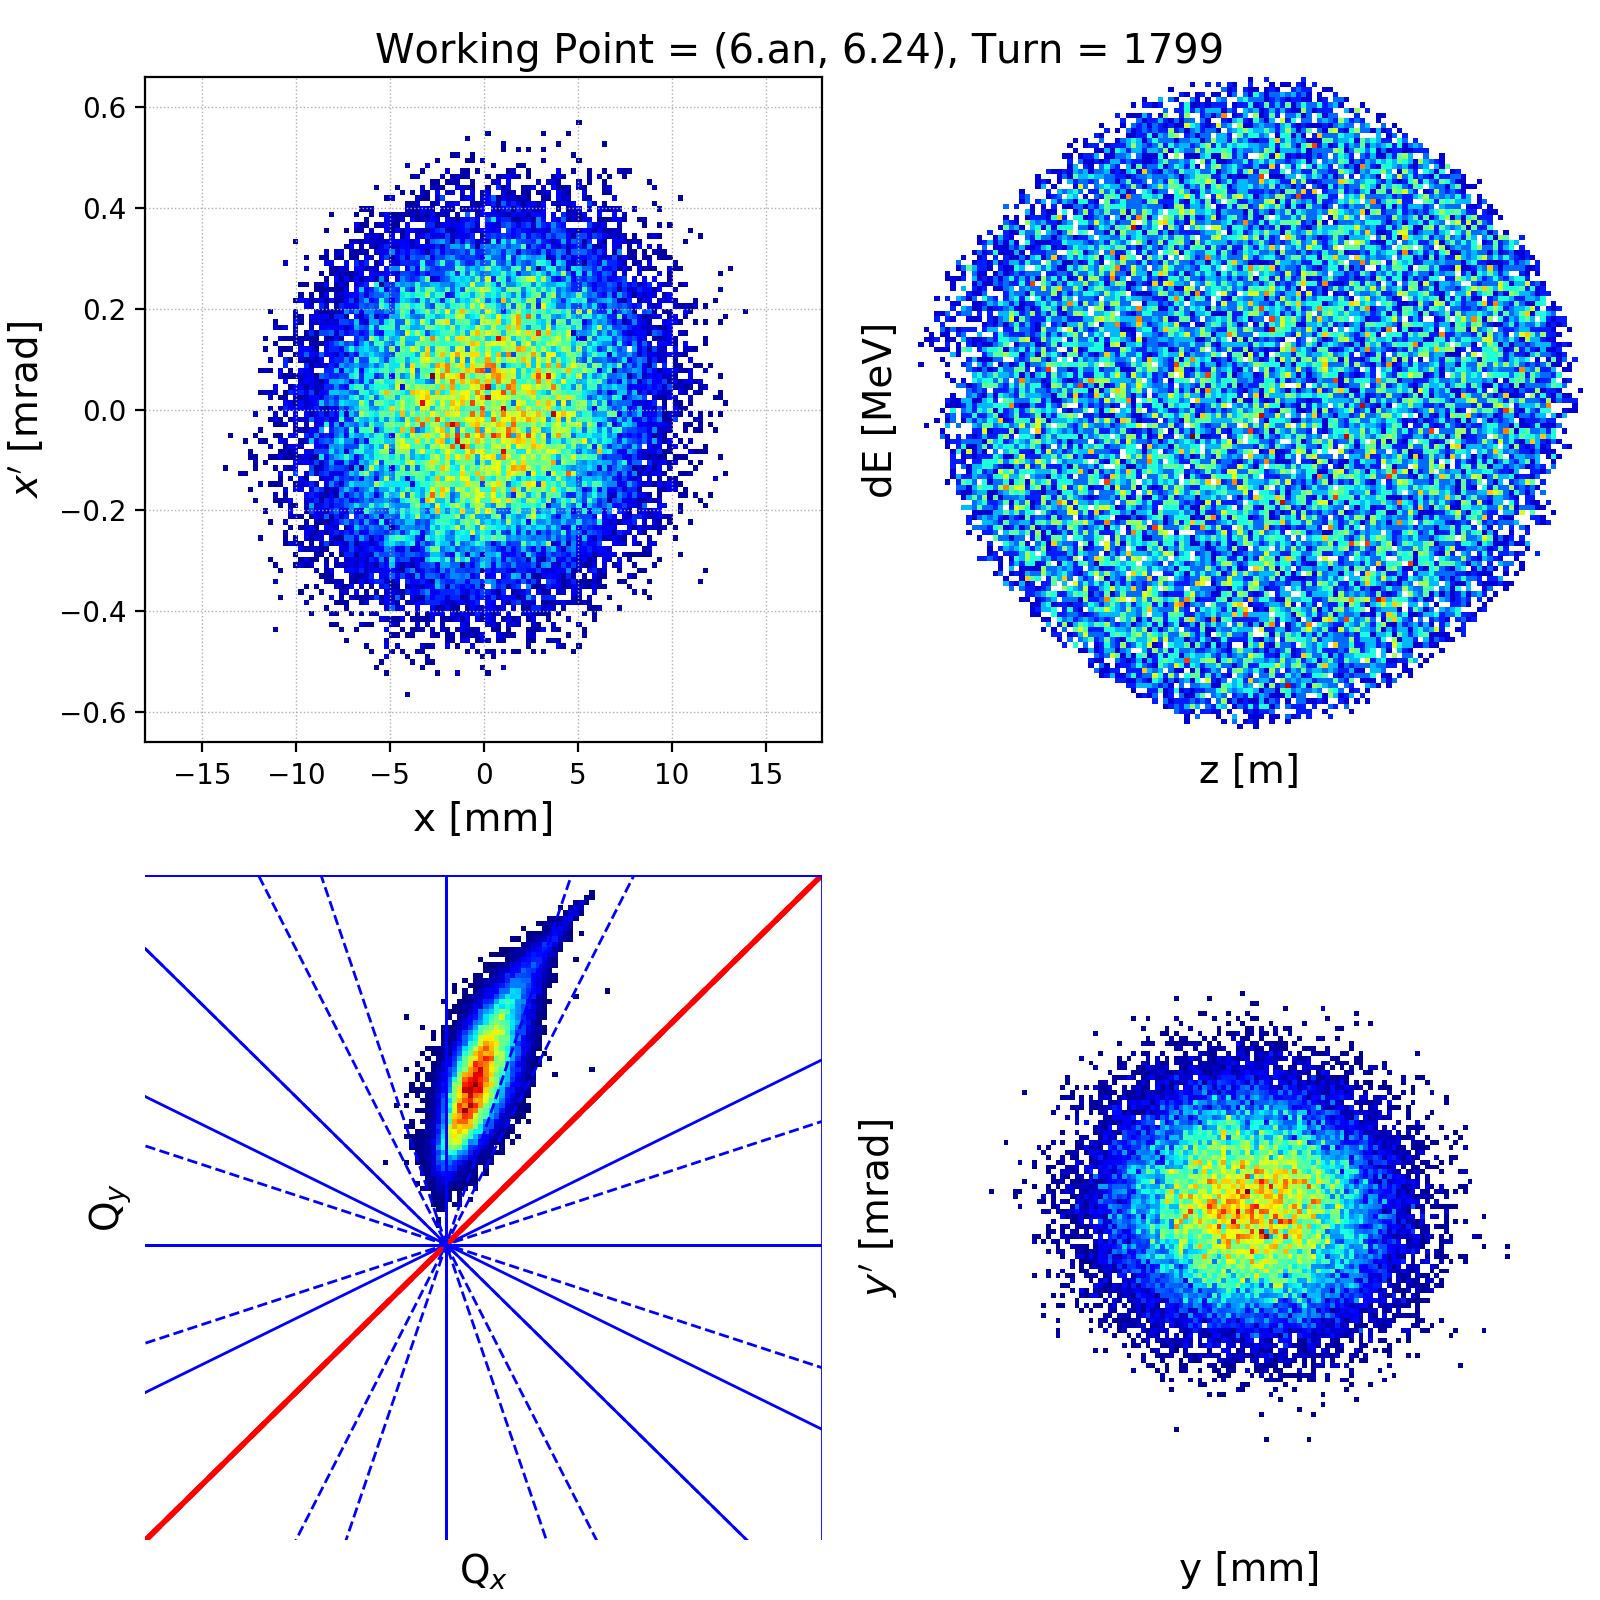 Working Point = (6.an, 6.24), Turn = 1799
x′ [mrad]
0.6
0.4
0.2
0.0
−0.2
−0.4
−0.6
−15 −10 −5 0 5 10 15
x [mm]
dE [MeV]
z [m]
Qy
Qx
y′ [mrad]
y [mm]